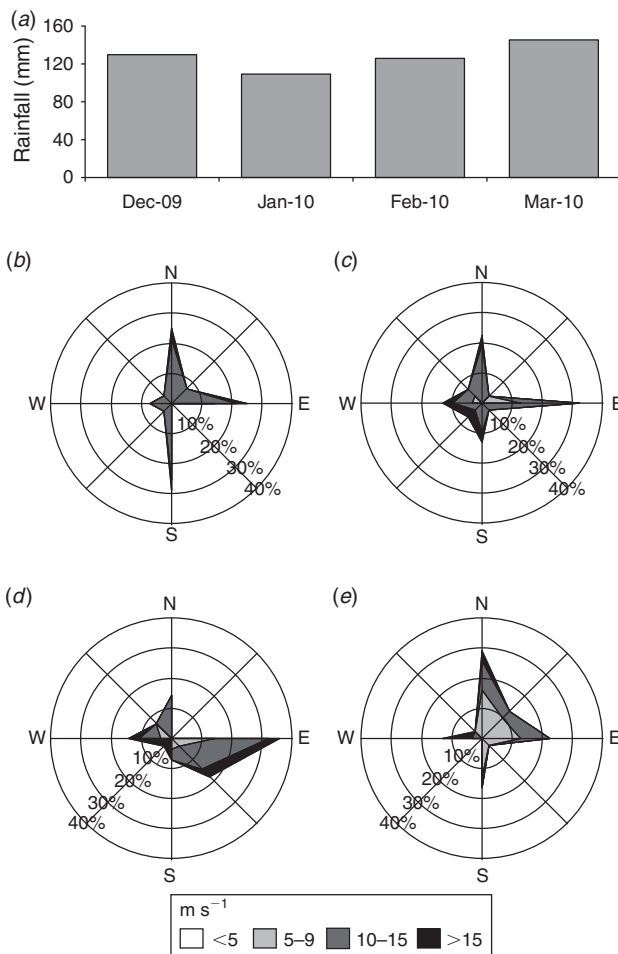 (a)
160
120
80
40
0
Rainfall (mm)
Dec-09 Jan-10 Feb-10 Mar-10
(b)
N
W E
S
10%
20%
30%
40%
(c)
N
W E
S
10%
20%
30%
40%
(d)
N
W E
S
10%
20%
30%
40%
(e)
N
W E
S
10%
20%
30%
40%
m s⁻¹
<5 5–9 10–15 >15